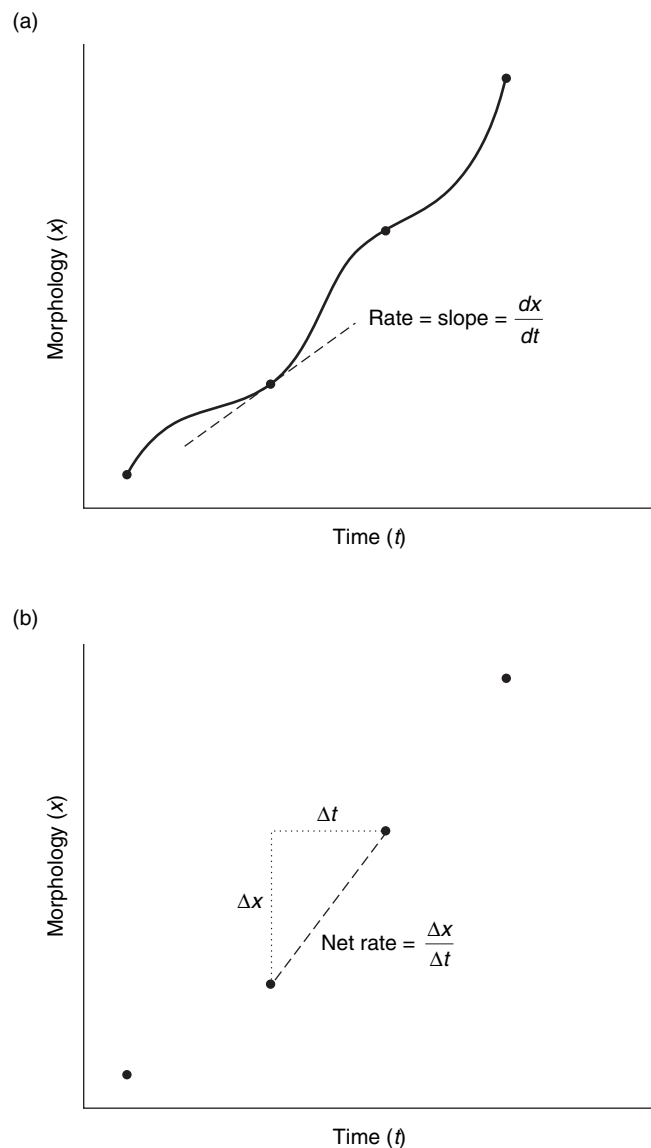 (a)
Morphology (x)
Rate = slope = dx/dt
Time (t)
(b)
Morphology (x)
Δt
Δx
Net rate = Δx/Δt
Time (t)